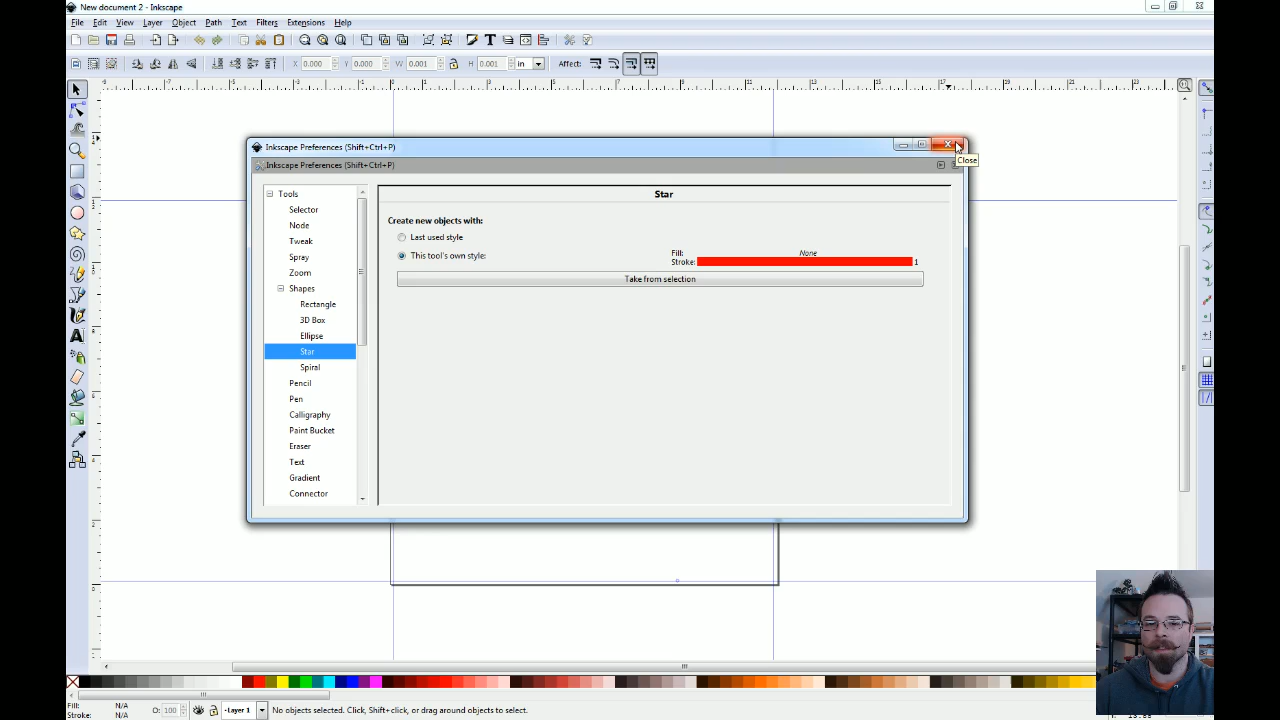 New document 2 - Inkscape
File Edit View Layer Object Path Text Filters Extensions Help
X 0.000 Y 0.000 W 0.001 H 0.001 in Affect:
Inkscape Preferences (Shift+Ctrl+P)
Inkscape Preferences (Shift+Ctrl+P)
Close
Tools
Selector
Node
Tweak
Spray
Zoom
Shapes
Rectangle
3D Box
Ellipse
Star
Spiral
Pencil
Pen
Calligraphy
Paint Bucket
Eraser
Text
Gradient
Connector
Star
Create new objects with:
Last used style
This tool's own style:
Fill: None
Stroke: 1
Take from selection
Fill: N/A
Stroke: N/A
O: 100
Layer 1
No objects selected. Click, Shift+click, or drag around objects to select.